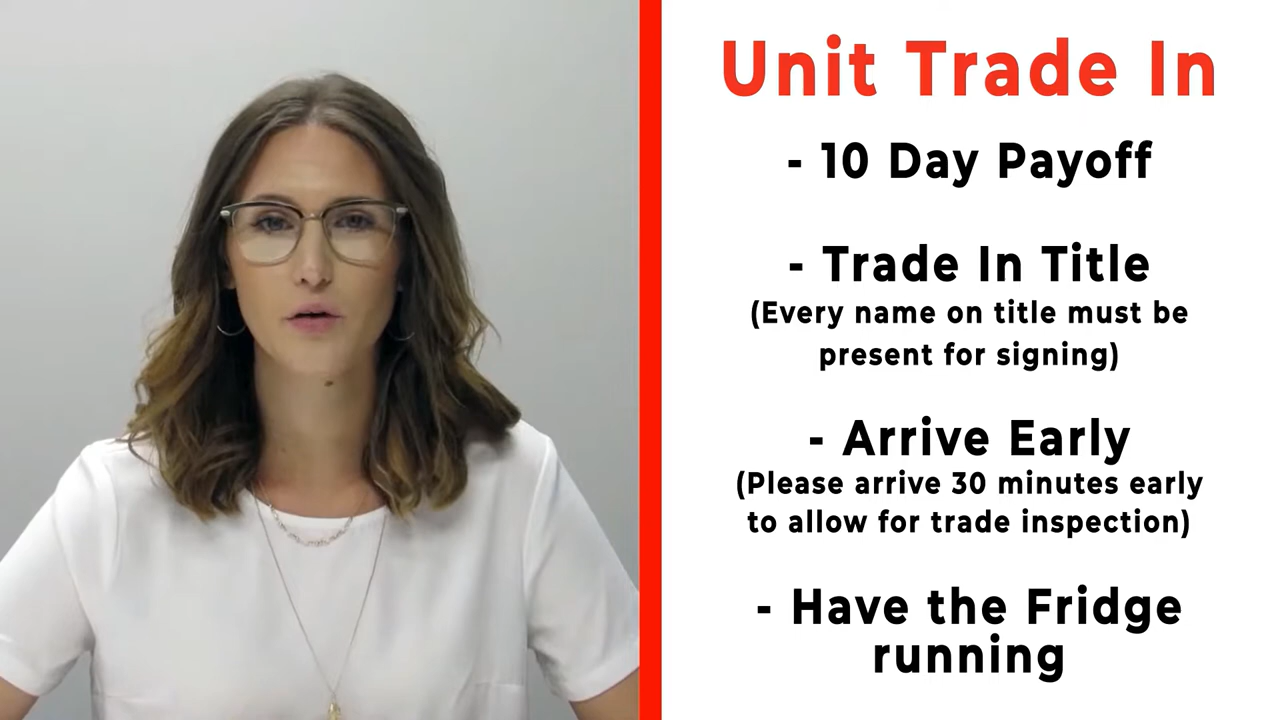 Unit Trade In
- 10 Day Payoff
- Trade In Title
(Every name on title must be
present for signing)
- Arrive Early
(Please arrive 30 minutes early
to allow for trade inspection)
- Have the Fridge
running